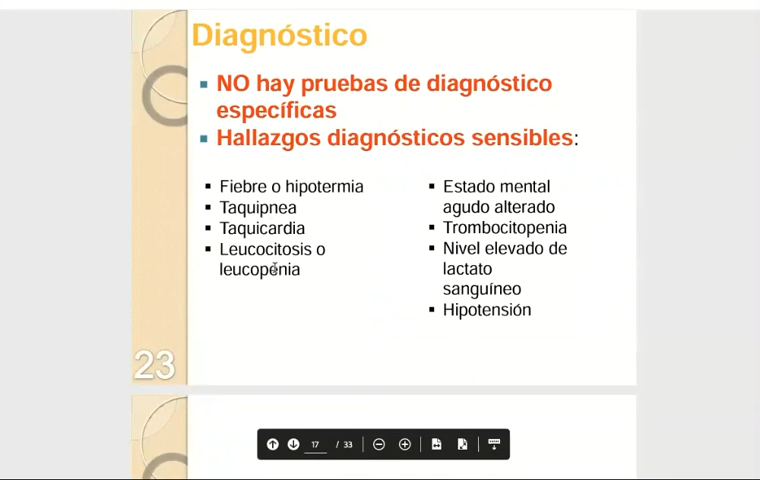 Diagnóstico
▪ NO hay pruebas de diagnóstico
específicas
▪ Hallazgos diagnósticos sensibles:
▪ Fiebre o hipotermia
▪ Taquipnea
▪ Taquicardia
▪ Leucocitosis o
leucopenia
▪ Estado mental
agudo alterado
▪ Trombocitopenia
▪ Nivel elevado de
lactato
sanguíneo
▪ Hipotensión
23
17 / 33